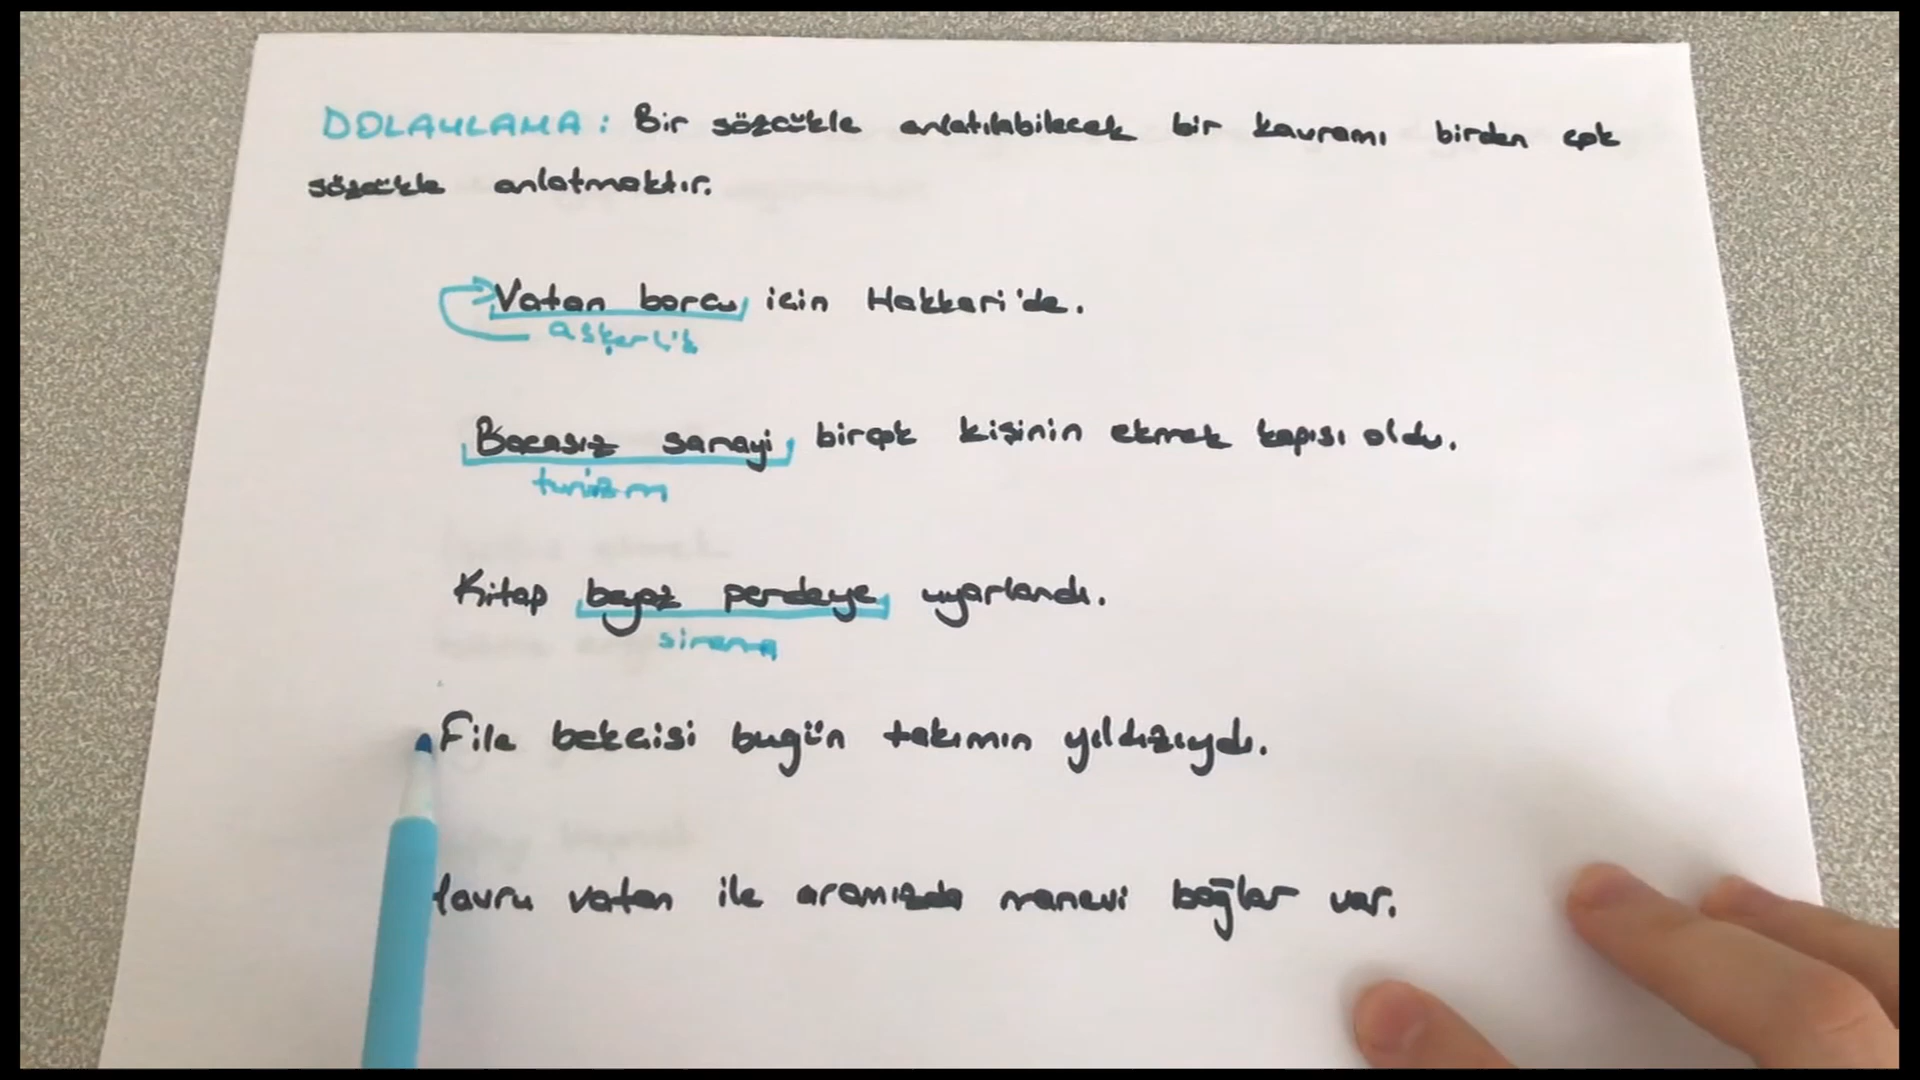 DOLAYLAMA: Bir sözcükle anlatılabilecek bir kavramı birden çok
sözcükle anlatmaktır.
Vatan borcu için Hakkari'de.
askerlik
Bacasız sanayi birçok kişinin ekmek kapısı oldu.
turizm
Kitap beyaz perdeye uyarlandı.
sinema
File bekçisi bugün takımın yıldızıydı.
Yavru vatan ile aramızda manevi bağlar var.